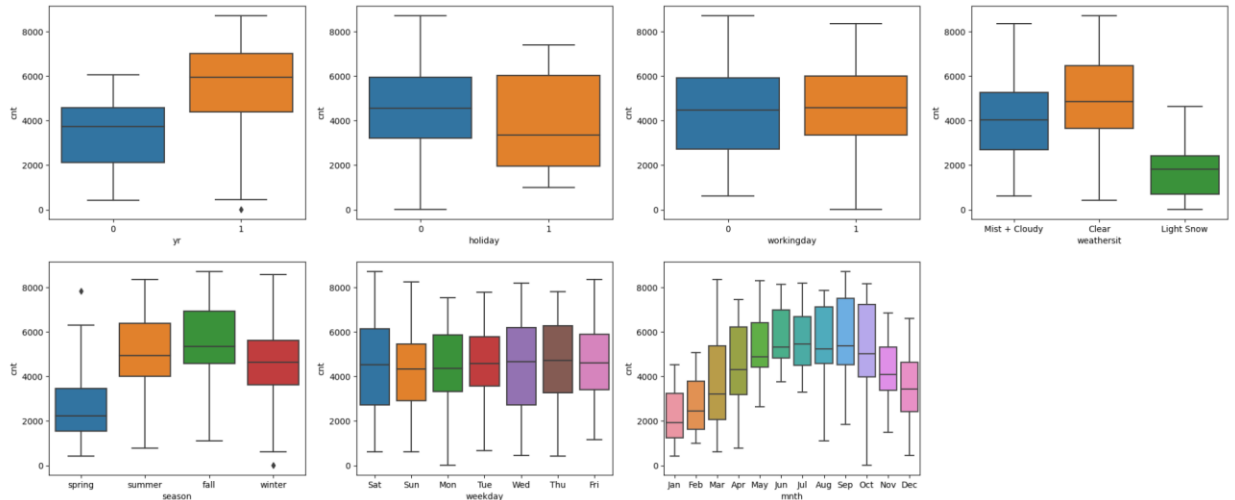 8000
6000
4000
2000
0
cnt
0 1
yr
8000
6000
4000
2000
0
cnt
0 1
holiday
8000
6000
4000
2000
0
cnt
0 1
workingday
8000
6000
4000
2000
0
cnt
Mist + Cloudy Clear Light Snow
weathersit
8000
6000
4000
2000
0
cnt
spring summer fall winter
season
8000
6000
4000
2000
0
cnt
Sat Sun Mon Tue Wed Thu Fri
weekday
8000
6000
4000
2000
0
cnt
Jan Feb Mar Apr May Jun Jul Aug Sep Oct Nov Dec
mnth